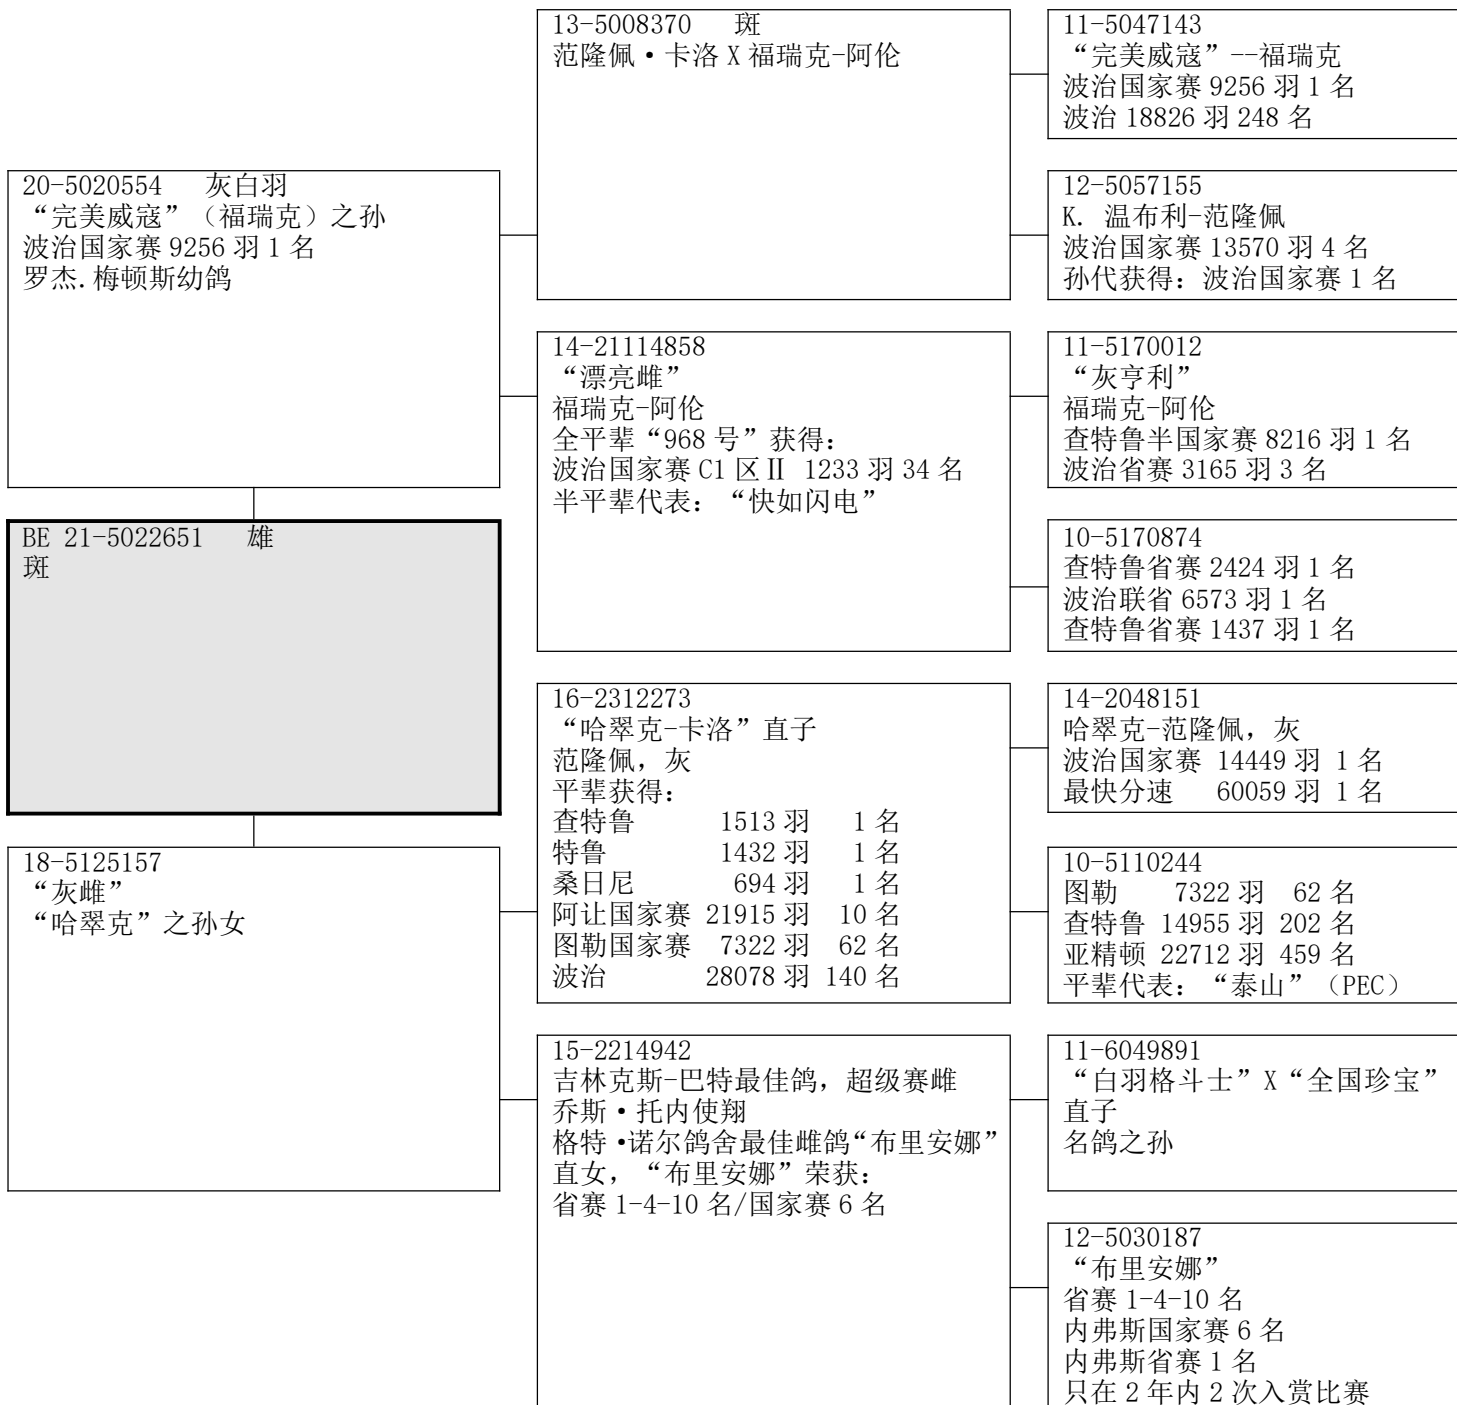 20-5020554 灰白羽
“完美威寇”（福瑞克）之孙
波治国家赛 9256 羽 1 名
罗杰.梅顿斯幼鸽
BE 21-5022651 雄
斑
18-5125157
“灰雌”
“哈翠克”之孙女
13-5008370 斑
范隆佩·卡洛 X 福瑞克-阿伦
14-21114858
“漂亮雌”
福瑞克-阿伦
全平辈“968 号”获得：
波治国家赛 C1 区Ⅱ 1233 羽 34 名
半平辈代表：“快如闪电”
16-2312273
“哈翠克-卡洛”直子
范隆佩，灰
平辈获得：
查特鲁 1513 羽 1 名
特鲁 1432 羽 1 名
桑日尼 694 羽 1 名
阿让国家赛 21915 羽 10 名
图勒国家赛 7322 羽 62 名
波治 28078 羽 140 名
15-2214942
吉林克斯-巴特最佳鸽，超级赛雌
乔斯·托内使翔
格特·诺尔鸽舍最佳雌鸽“布里安娜”
直女，“布里安娜”荣获：
省赛 1-4-10 名/国家赛 6 名
11-5047143
“完美威寇”--福瑞克
波治国家赛 9256 羽 1 名
波治 18826 羽 248 名
12-5057155
K. 温布利-范隆佩
波治国家赛 13570 羽 4 名
孙代获得：波治国家赛 1 名
11-5170012
“灰亨利”
福瑞克-阿伦
查特鲁半国家赛 8216 羽 1 名
波治省赛 3165 羽 3 名
10-5170874
查特鲁省赛 2424 羽 1 名
波治联省 6573 羽 1 名
查特鲁省赛 1437 羽 1 名
14-2048151
哈翠克-范隆佩，灰
波治国家赛 14449 羽 1 名
最快分速 60059 羽 1 名
10-5110244
图勒 7322 羽 62 名
查特鲁 14955 羽 202 名
亚精顿 22712 羽 459 名
平辈代表：“泰山”（PEC）
11-6049891
“白羽格斗士”X“全国珍宝”
直子
名鸽之孙
12-5030187
“布里安娜”
省赛 1-4-10 名
内弗斯国家赛 6 名
内弗斯省赛 1 名
只在 2 年内 2 次入赏比赛